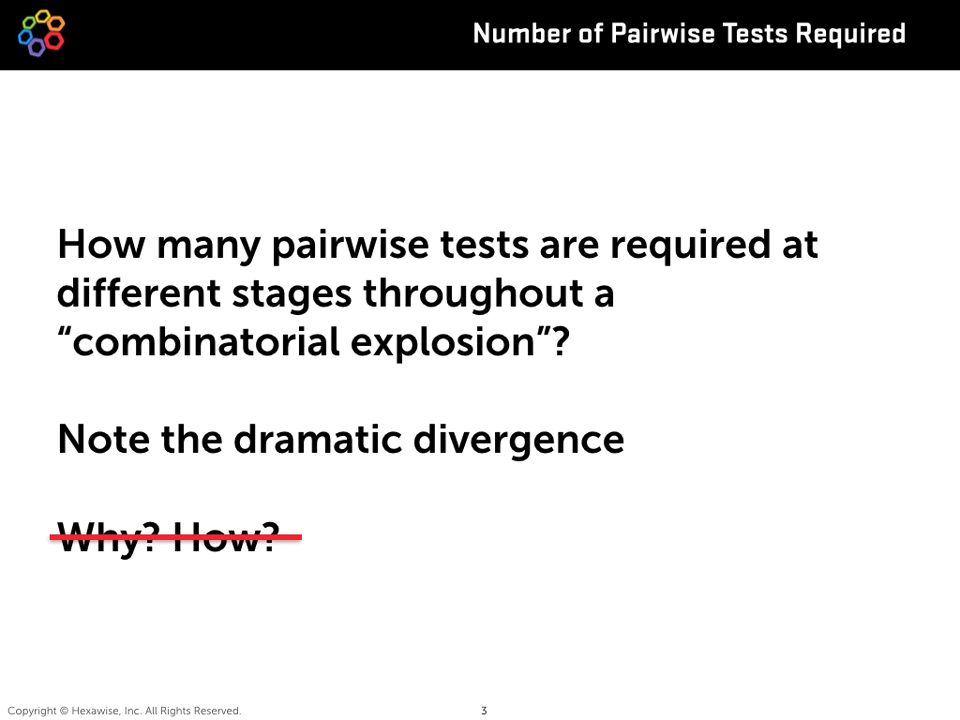 Number of Pairwise Tests Required
How many pairwise tests are required at
different stages throughout a
“combinatorial explosion”?
Note the dramatic divergence
Why? How?
Copyright © Hexawise, Inc. All Rights Reserved.
3